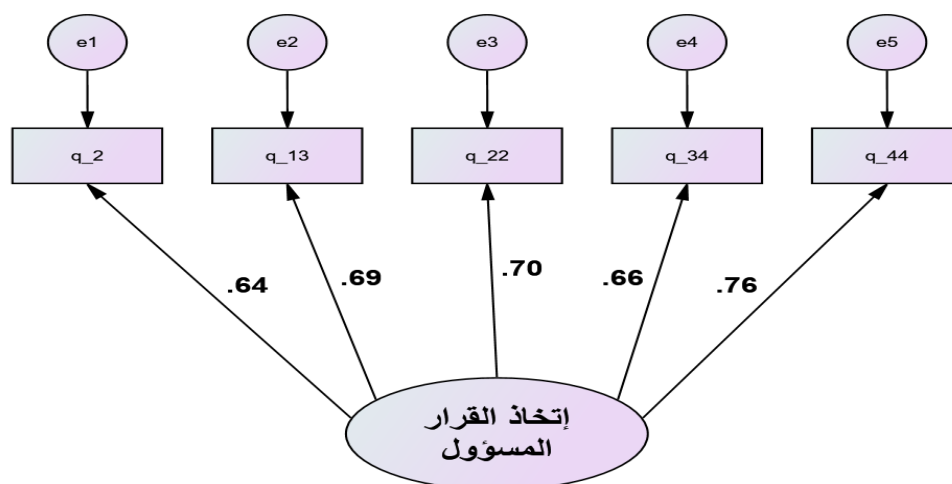 e1 e2 e3 e4 e5
q_2 q_13 q_22 q_34 q_44
.64 .69 .70 .66 .76
إتخاذ القرار
المسؤول